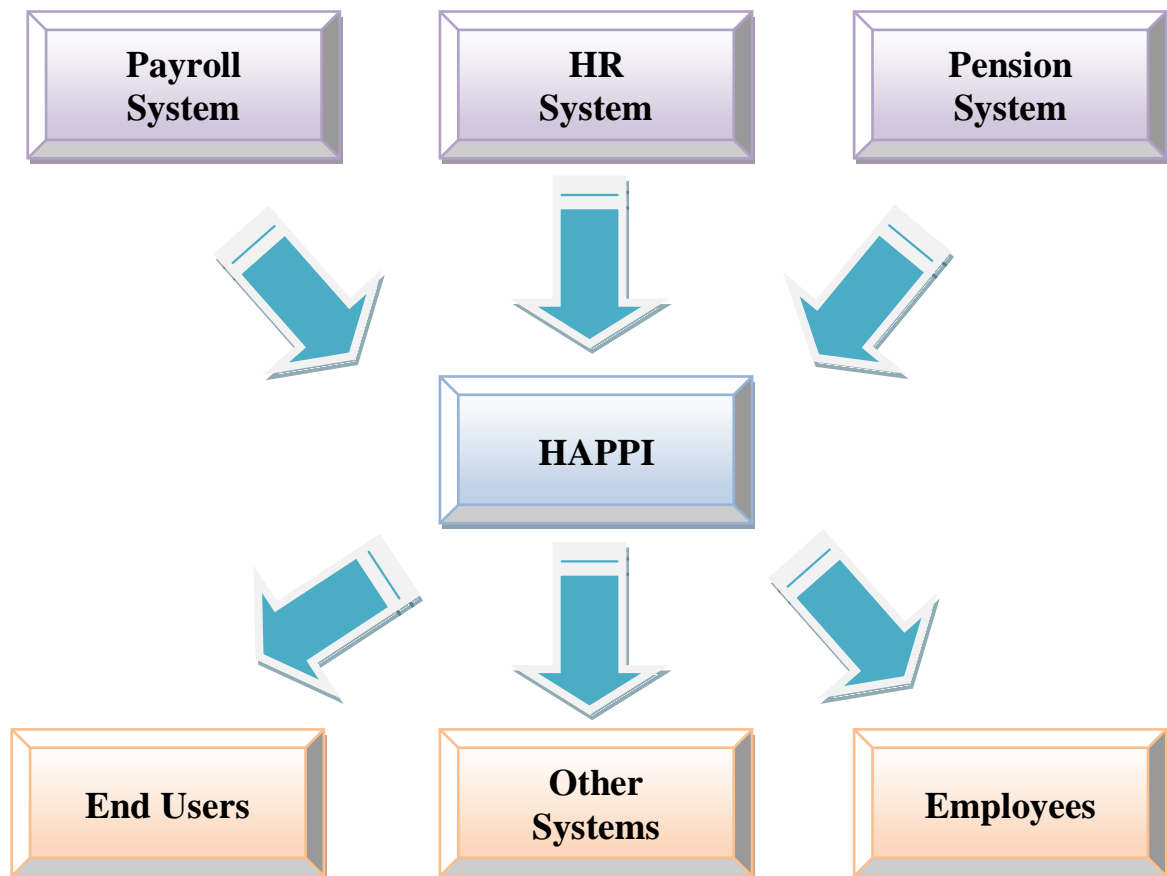 Payroll
System
HR
System
Pension
System
HAPPI
End Users
Other
Systems
Employees